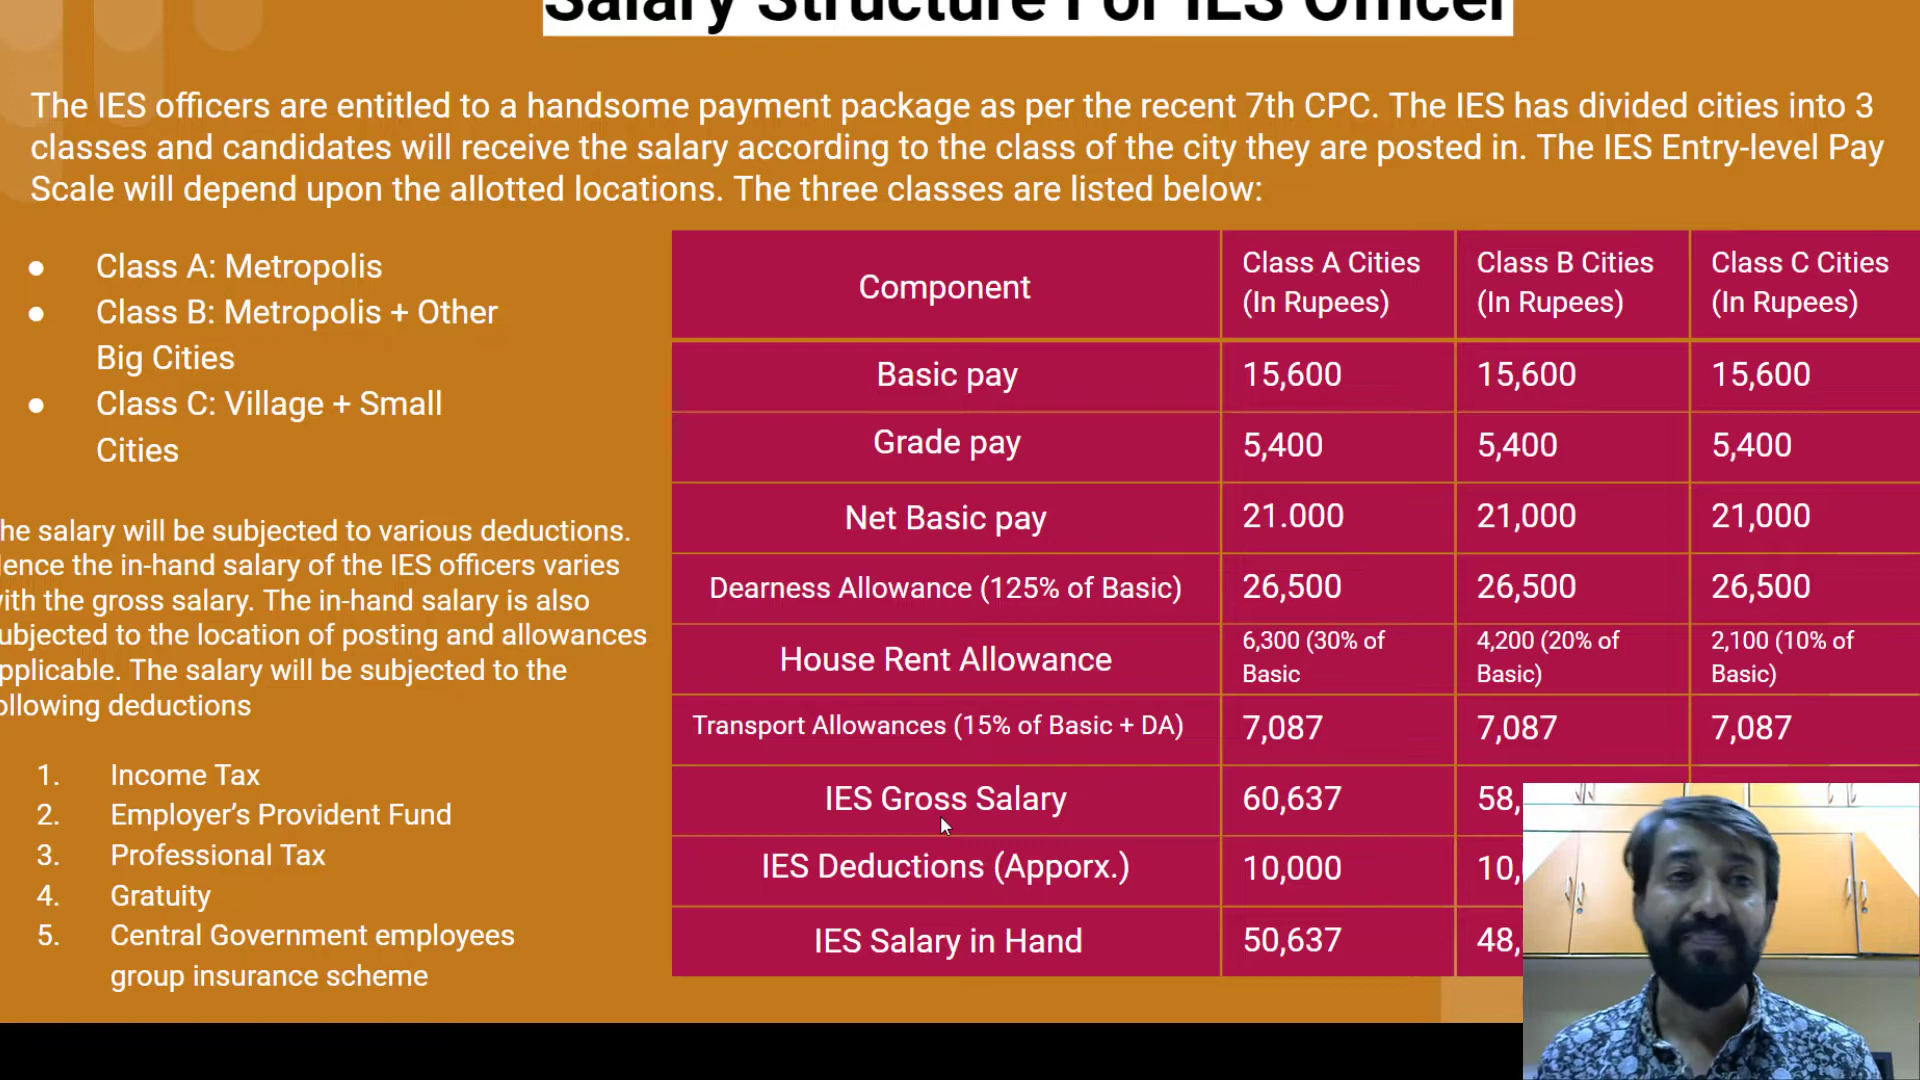 Salary Structure For IES Officer
The IES officers are entitled to a handsome payment package as per the recent 7th CPC. The IES has divided cities into 3
classes and candidates will receive the salary according to the class of the city they are posted in. The IES Entry-level Pay
Scale will depend upon the allotted locations. The three classes are listed below:
● Class A: Metropolis
● Class B: Metropolis + Other
Big Cities
● Class C: Village + Small
Cities
he salary will be subjected to various deductions.
ence the in-hand salary of the IES officers varies
ith the gross salary. The in-hand salary is also
ubjected to the location of posting and allowances
pplicable. The salary will be subjected to the
ollowing deductions
1. Income Tax
2. Employer’s Provident Fund
3. Professional Tax
4. Gratuity
5. Central Government employees
group insurance scheme
Component
Class A Cities
(In Rupees)
Class B Cities
(In Rupees)
Class C Cities
(In Rupees)
Basic pay 15,600 15,600 15,600
Grade pay 5,400 5,400 5,400
Net Basic pay 21.000 21,000 21,000
Dearness Allowance (125% of Basic) 26,500 26,500 26,500
House Rent Allowance
6,300 (30% of
Basic
4,200 (20% of
Basic)
2,100 (10% of
Basic)
Transport Allowances (15% of Basic + DA) 7,087 7,087 7,087
IES Gross Salary 60,637 58,
IES Deductions (Apporx.) 10,000 10,
IES Salary in Hand 50,637 48,